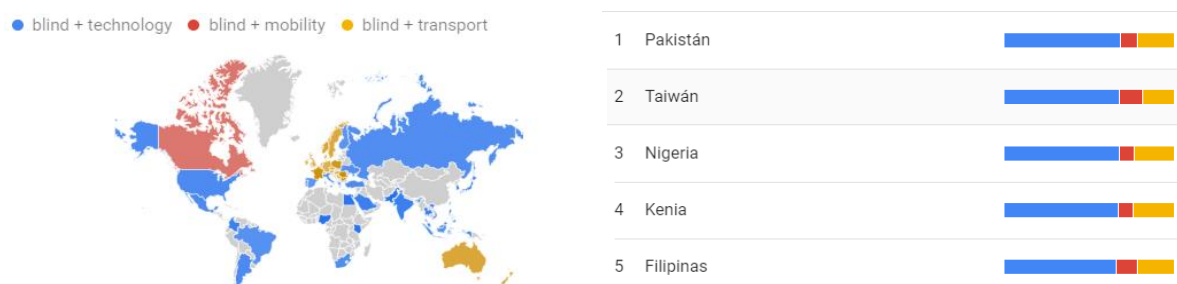 blind + technology blind + mobility blind + transport
1 Pakistán
2 Taiwán
3 Nigeria
4 Kenia
5 Filipinas